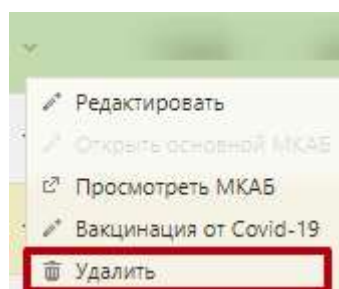 Редактировать
Открыть основной МКАБ
Просмотреть МКАБ
Вакцинация от Covid-19
Удалить